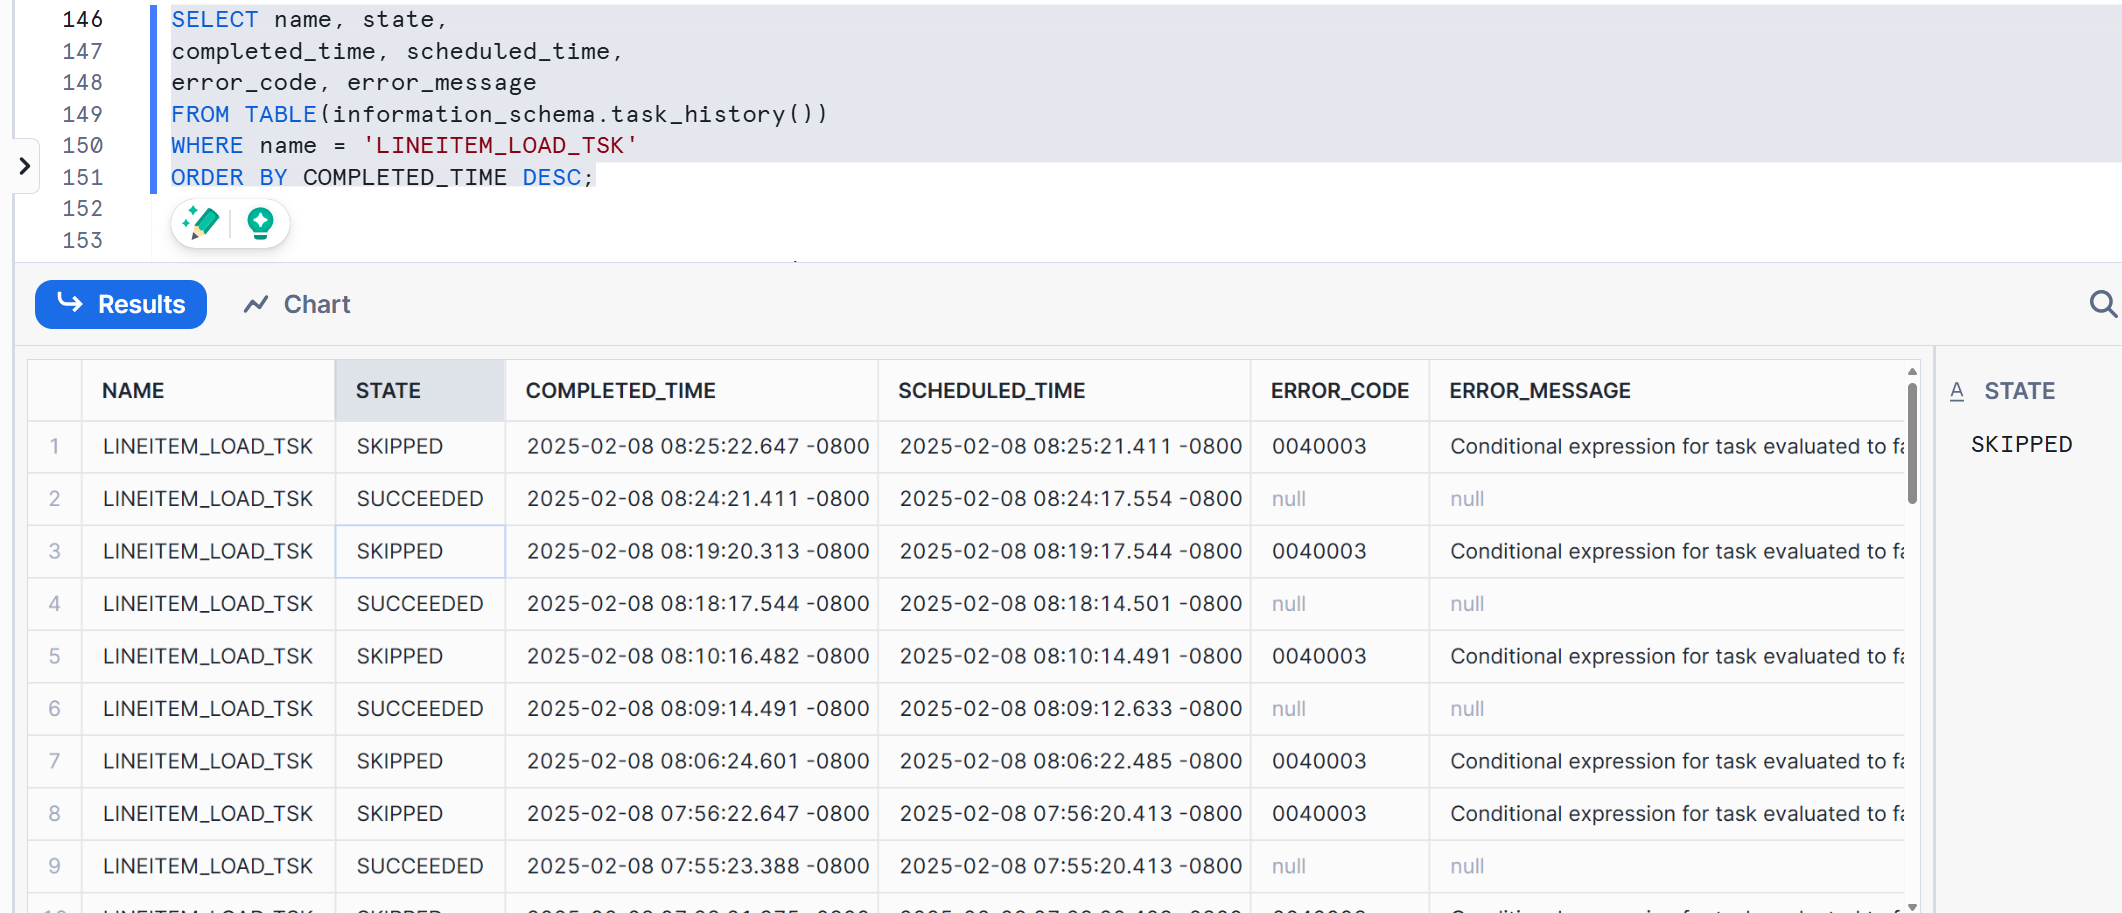 146 SELECT name, state,
147 completed_time, scheduled_time,
148 error_code, error_message
149 FROM TABLE(information_schema.task_history())
150 WHERE name = 'LINEITEM_LOAD_TSK'
151 ORDER BY COMPLETED_TIME DESC;
152
153
Results Chart
NAME STATE COMPLETED_TIME SCHEDULED_TIME ERROR_CODE ERROR_MESSAGE A STATE
1 LINEITEM_LOAD_TSK SKIPPED 2025-02-08 08:25:22.647 -0800 2025-02-08 08:25:21.411 -0800 0040003 Conditional expression for task evaluated to SKIPPED
2 LINEITEM_LOAD_TSK SUCCEEDED 2025-02-08 08:24:21.411 -0800 2025-02-08 08:24:17.554 -0800 null null
3 LINEITEM_LOAD_TSK SKIPPED 2025-02-08 08:19:20.313 -0800 2025-02-08 08:19:17.544 -0800 0040003 Conditional expression for task evaluated to
4 LINEITEM_LOAD_TSK SUCCEEDED 2025-02-08 08:18:17.544 -0800 2025-02-08 08:18:14.501 -0800 null null
5 LINEITEM_LOAD_TSK SKIPPED 2025-02-08 08:10:16.482 -0800 2025-02-08 08:10:14.491 -0800 0040003 Conditional expression for task evaluated to
6 LINEITEM_LOAD_TSK SUCCEEDED 2025-02-08 08:09:14.491 -0800 2025-02-08 08:09:12.633 -0800 null null
7 LINEITEM_LOAD_TSK SKIPPED 2025-02-08 08:06:24.601 -0800 2025-02-08 08:06:22.485 -0800 0040003 Conditional expression for task evaluated to
8 LINEITEM_LOAD_TSK SKIPPED 2025-02-08 07:56:22.647 -0800 2025-02-08 07:56:20.413 -0800 0040003 Conditional expression for task evaluated to
9 LINEITEM_LOAD_TSK SUCCEEDED 2025-02-08 07:55:23.388 -0800 2025-02-08 07:55:20.413 -0800 null null